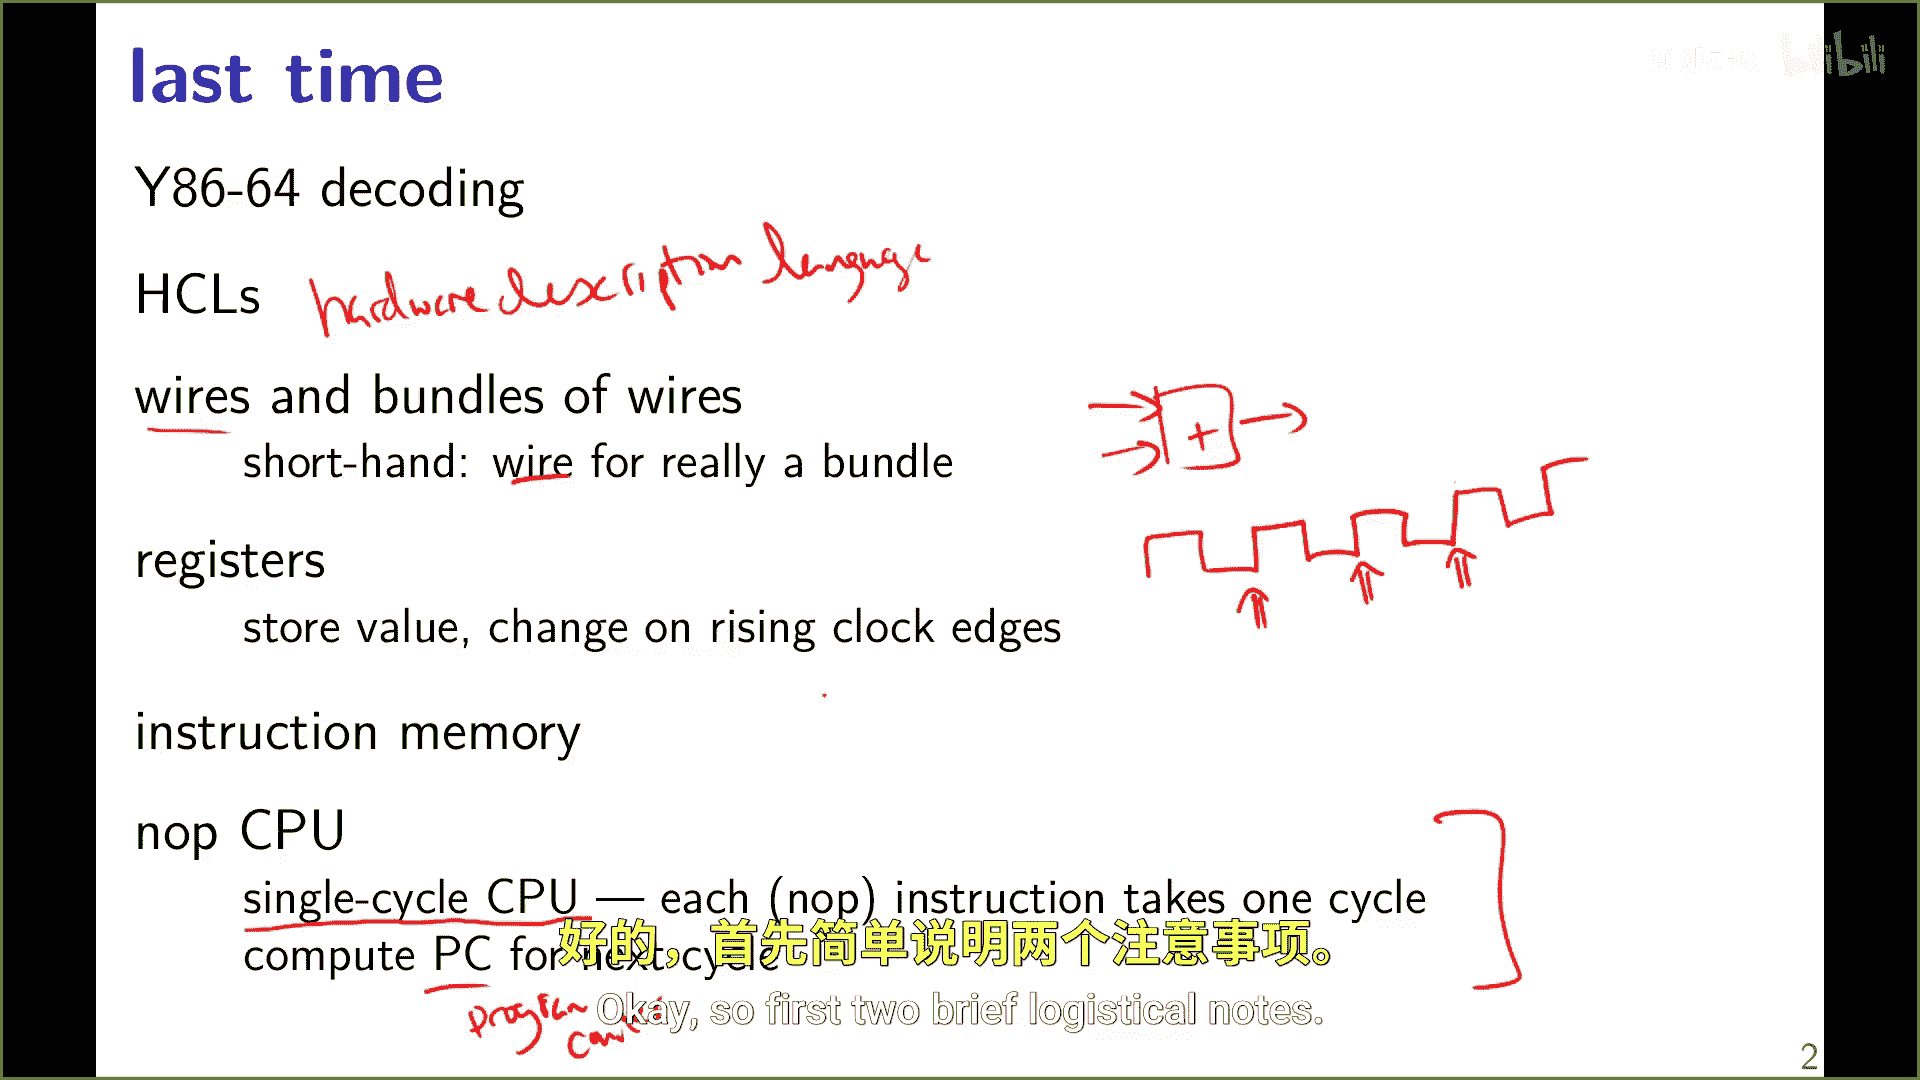 last time
bilibili
Y86-64 decoding
HCLs hardware description language
wires and bundles of wires
short-hand: wire for really a bundle
+
registers
store value, change on rising clock edges
instruction memory
nop CPU
single-cycle CPU — each (nop) instruction takes one cycle
compute PC for next cycle
好的，首先简单说明两个注意事项。
program
Okay, so first two brief logistical notes.
2